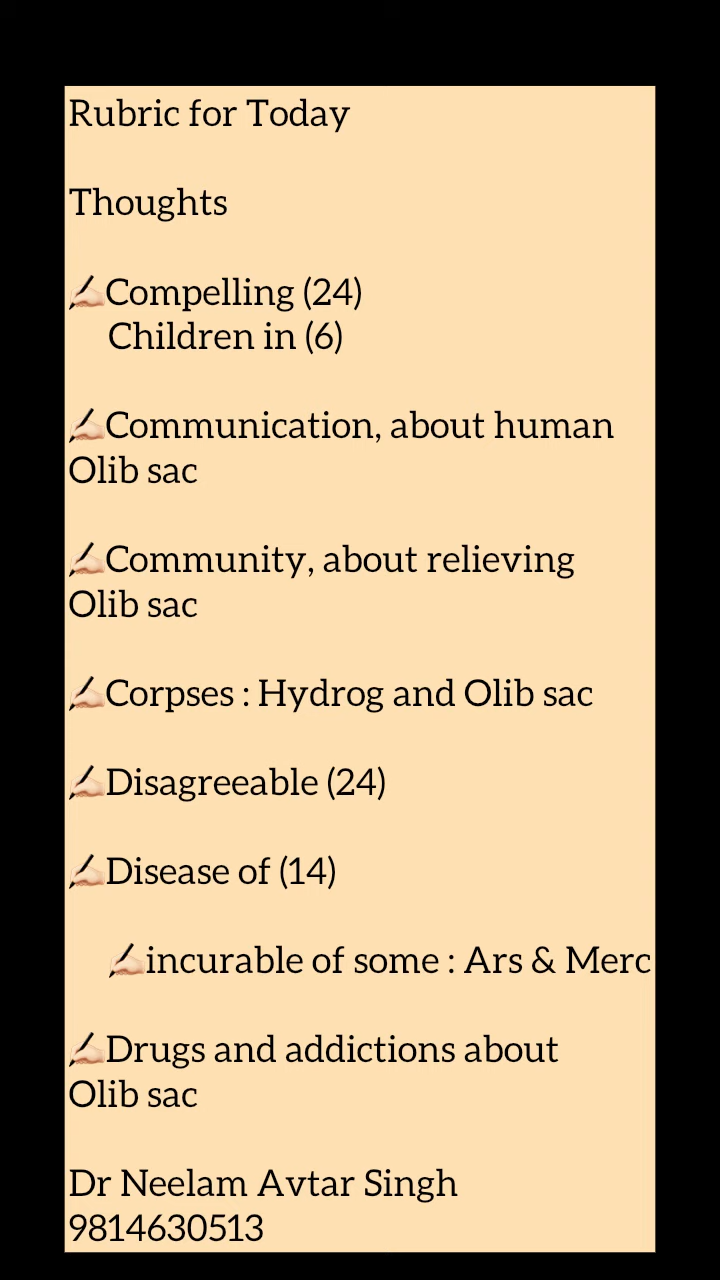 Rubric for Today
Thoughts
✍🏻Compelling (24)
Children in (6)
✍🏻Communication, about human
Olib sac
✍🏻Community, about relieving
Olib sac
✍🏻Corpses : Hydrog and Olib sac
✍🏻Disagreeable (24)
✍🏻Disease of (14)
✍🏻incurable of some : Ars & Merc
✍🏻Drugs and addictions about
Olib sac
Dr Neelam Avtar Singh
9814630513